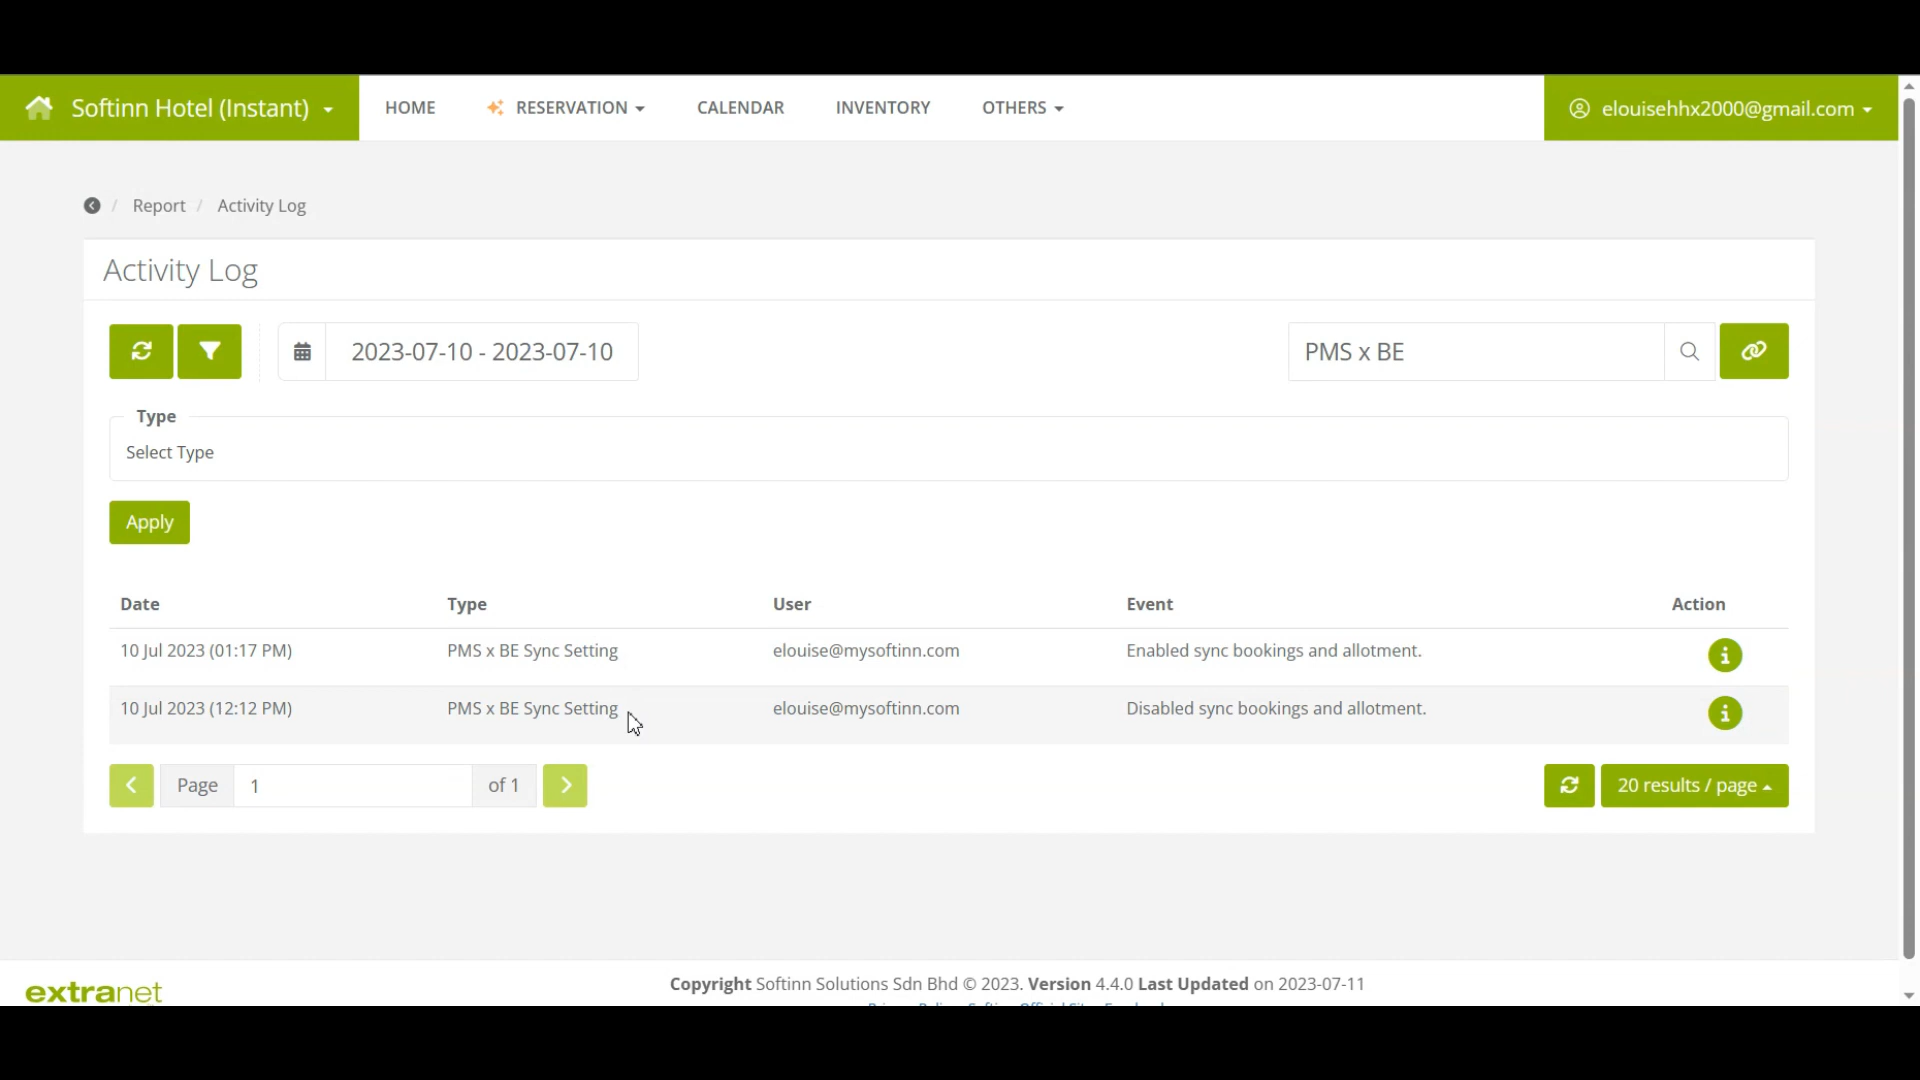 Softinn Hotel (Instant)
HOME
RESERVATION
CALENDAR
INVENTORY
OTHERS
elouisehhx2000@gmail.com
/ Report / Activity Log
Activity Log
2023-07-10 - 2023-07-10
PMS x BE
Type
Select Type
Apply
Date Type User Event Action
10 Jul 2023 (01:17 PM) PMS x BE Sync Setting elouise@mysoftinn.com Enabled sync bookings and allotment.
10 Jul 2023 (12:12 PM) PMS x BE Sync Setting elouise@mysoftinn.com Disabled sync bookings and allotment.
Page 1 of 1
20 results / page
extranet
Copyright Softinn Solutions Sdn Bhd © 2023. Version 4.4.0 Last Updated on 2023-07-11